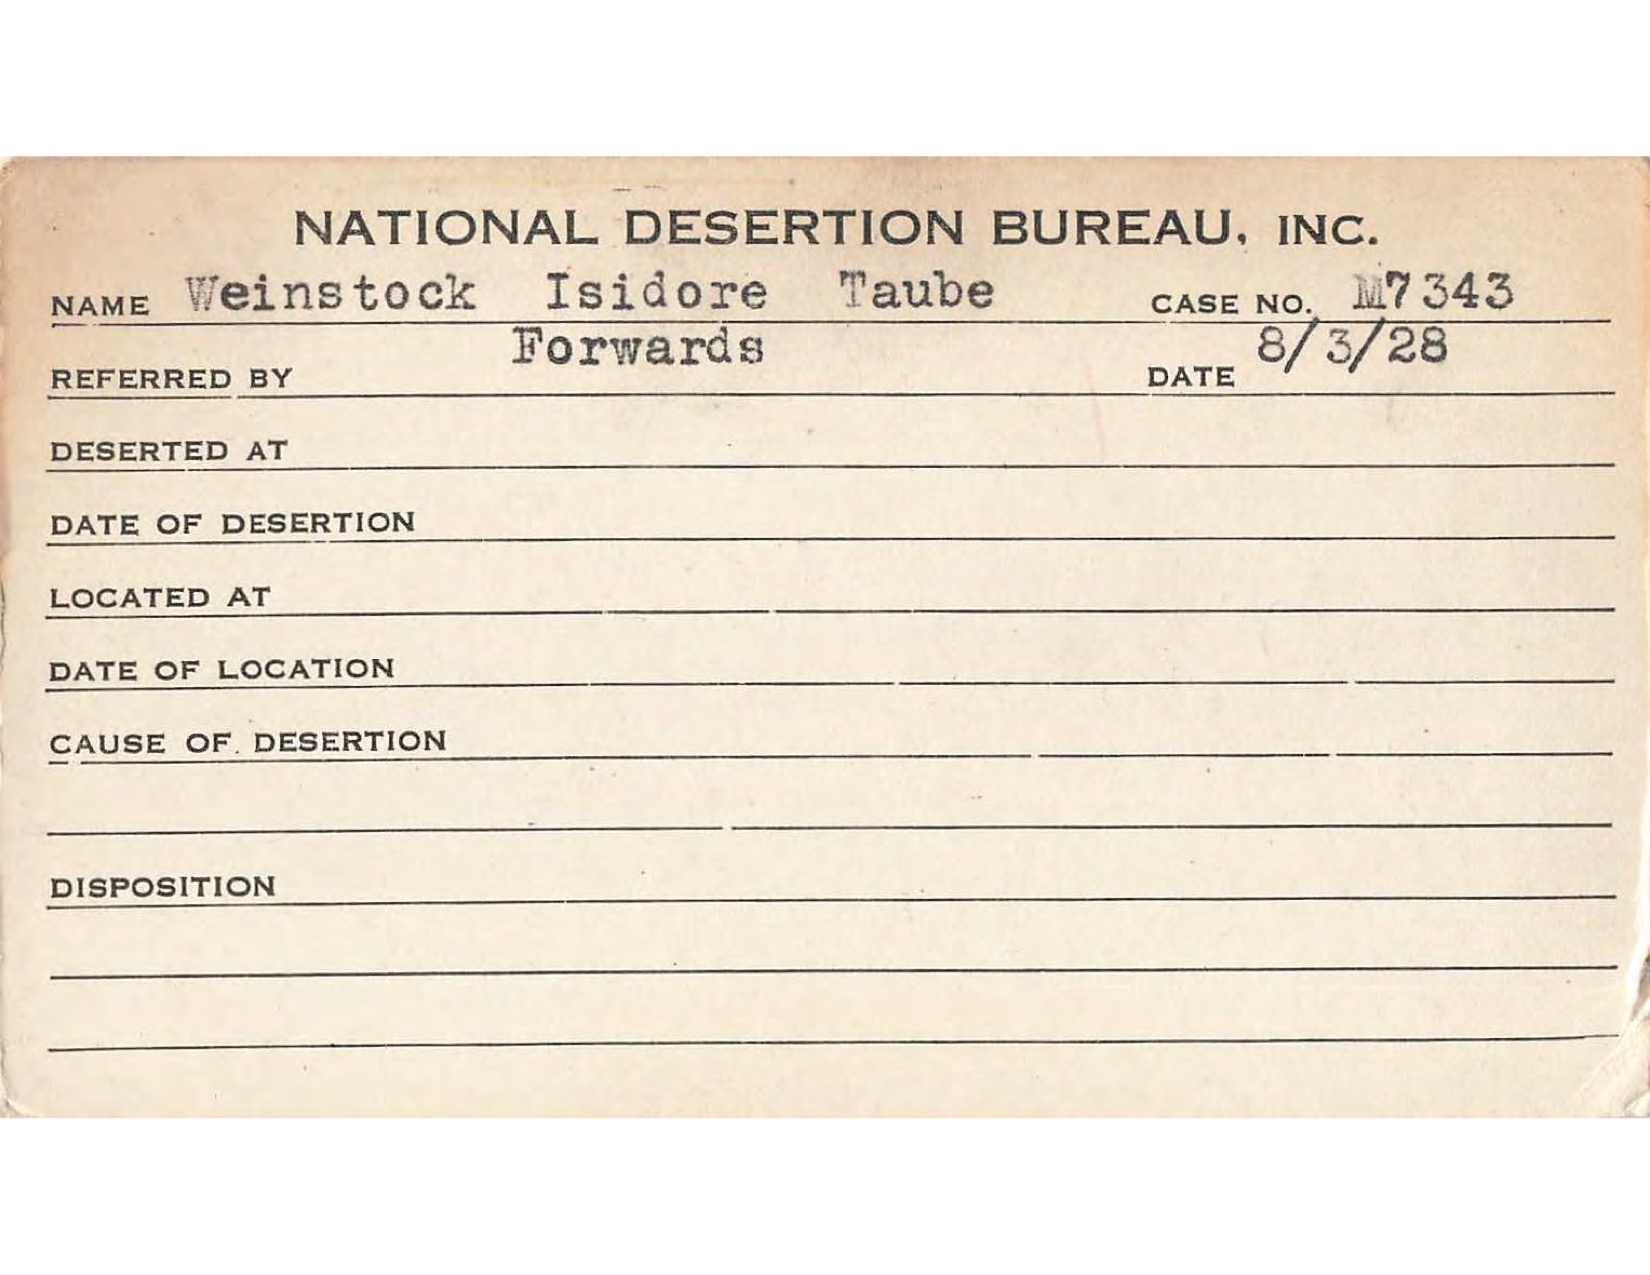 NATIONAL DESERTION BUREAU, INC.
NAME Weinstock Isidore Taube CASE NO. M7343
REFERRED BY Forwards DATE 8/3/28
DESERTED AT
DATE OF DESERTION
LOCATED AT
DATE OF LOCATION
CAUSE OF DESERTION
DISPOSITION